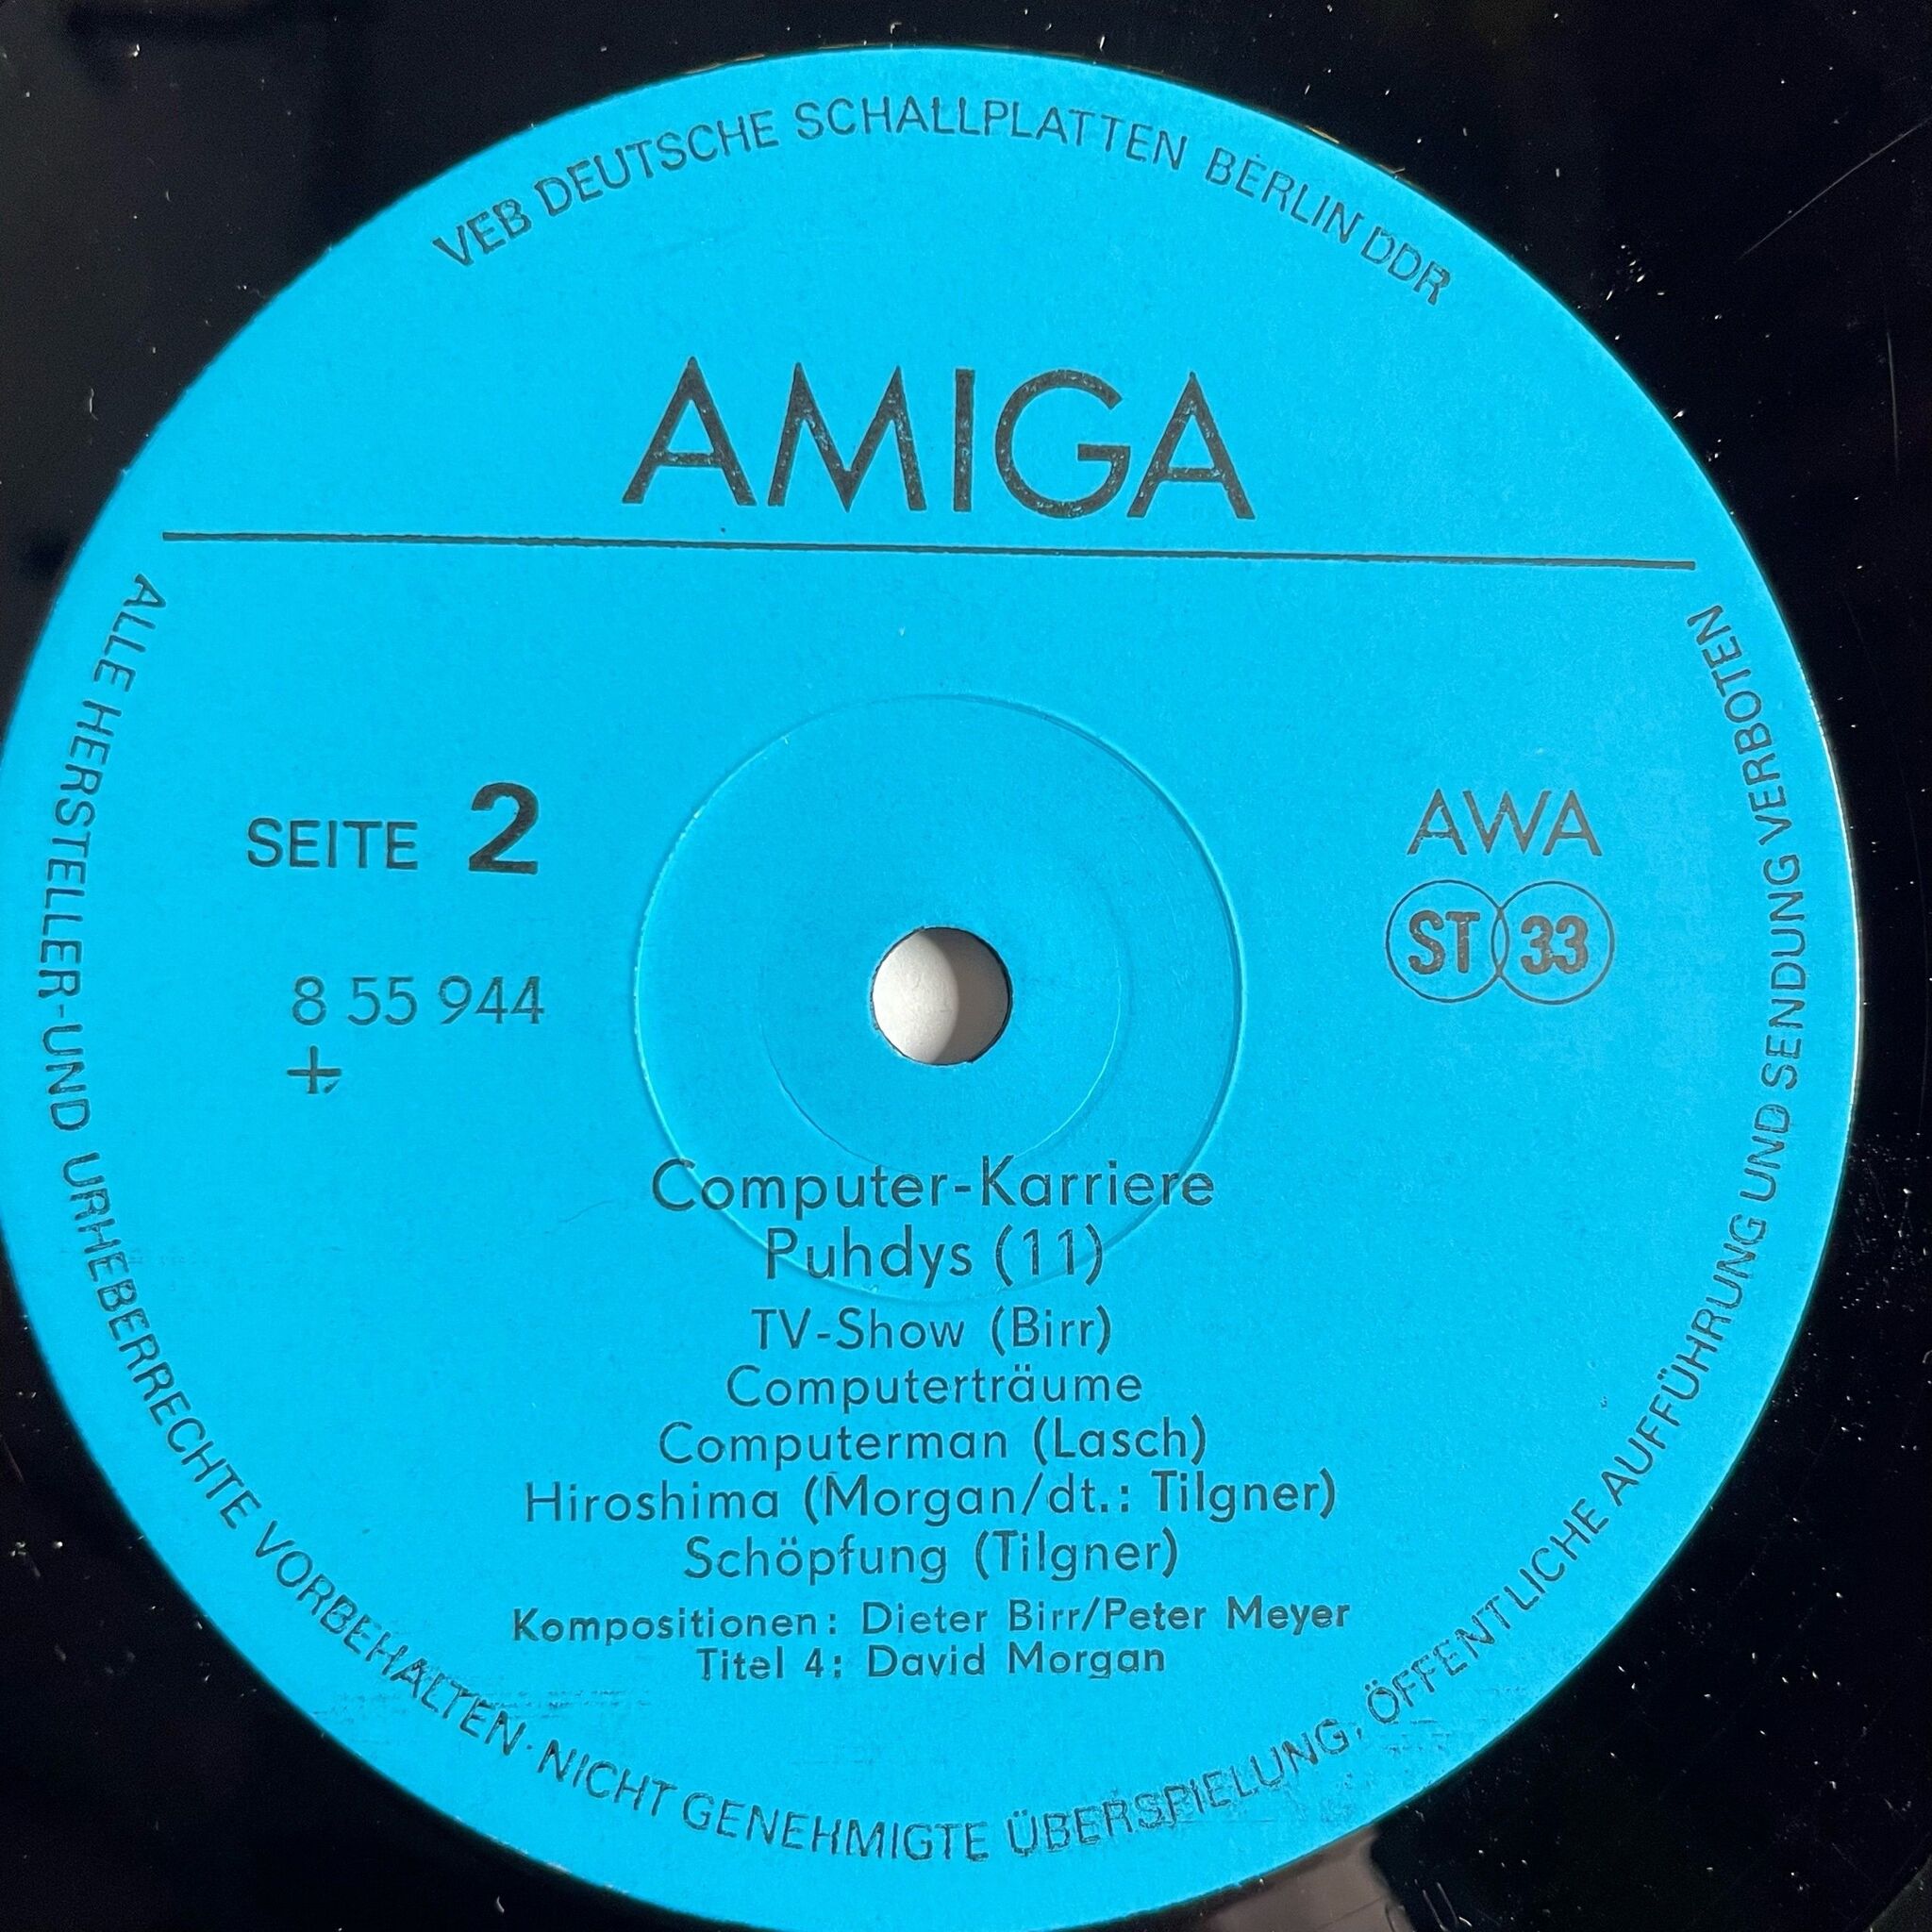 VEB DEUTSCHE SCHALLPLATTEN BERLIN DDR
AMIGA
SEITE 2
8 55 944
+
AWA
ST 33
Computer-Karriere
Puhdys (11)
TV-Show (Birr)
Computerträume
Computerman (Lasch)
Hiroshima (Morgan/dt.: Tilgner)
Schöpfung (Tilgner)
Kompositionen: Dieter Birr/Peter Meyer
Titel 4: David Morgan
ALLE HERSTELLER-UND URHEBERRECHTE VORBEHALTEN · NICHT GENEHMIGTE ÜBERSPIELUNG, ÖFFENTLICHE AUFFÜHRUNG UND SENDUNG VERBOTEN